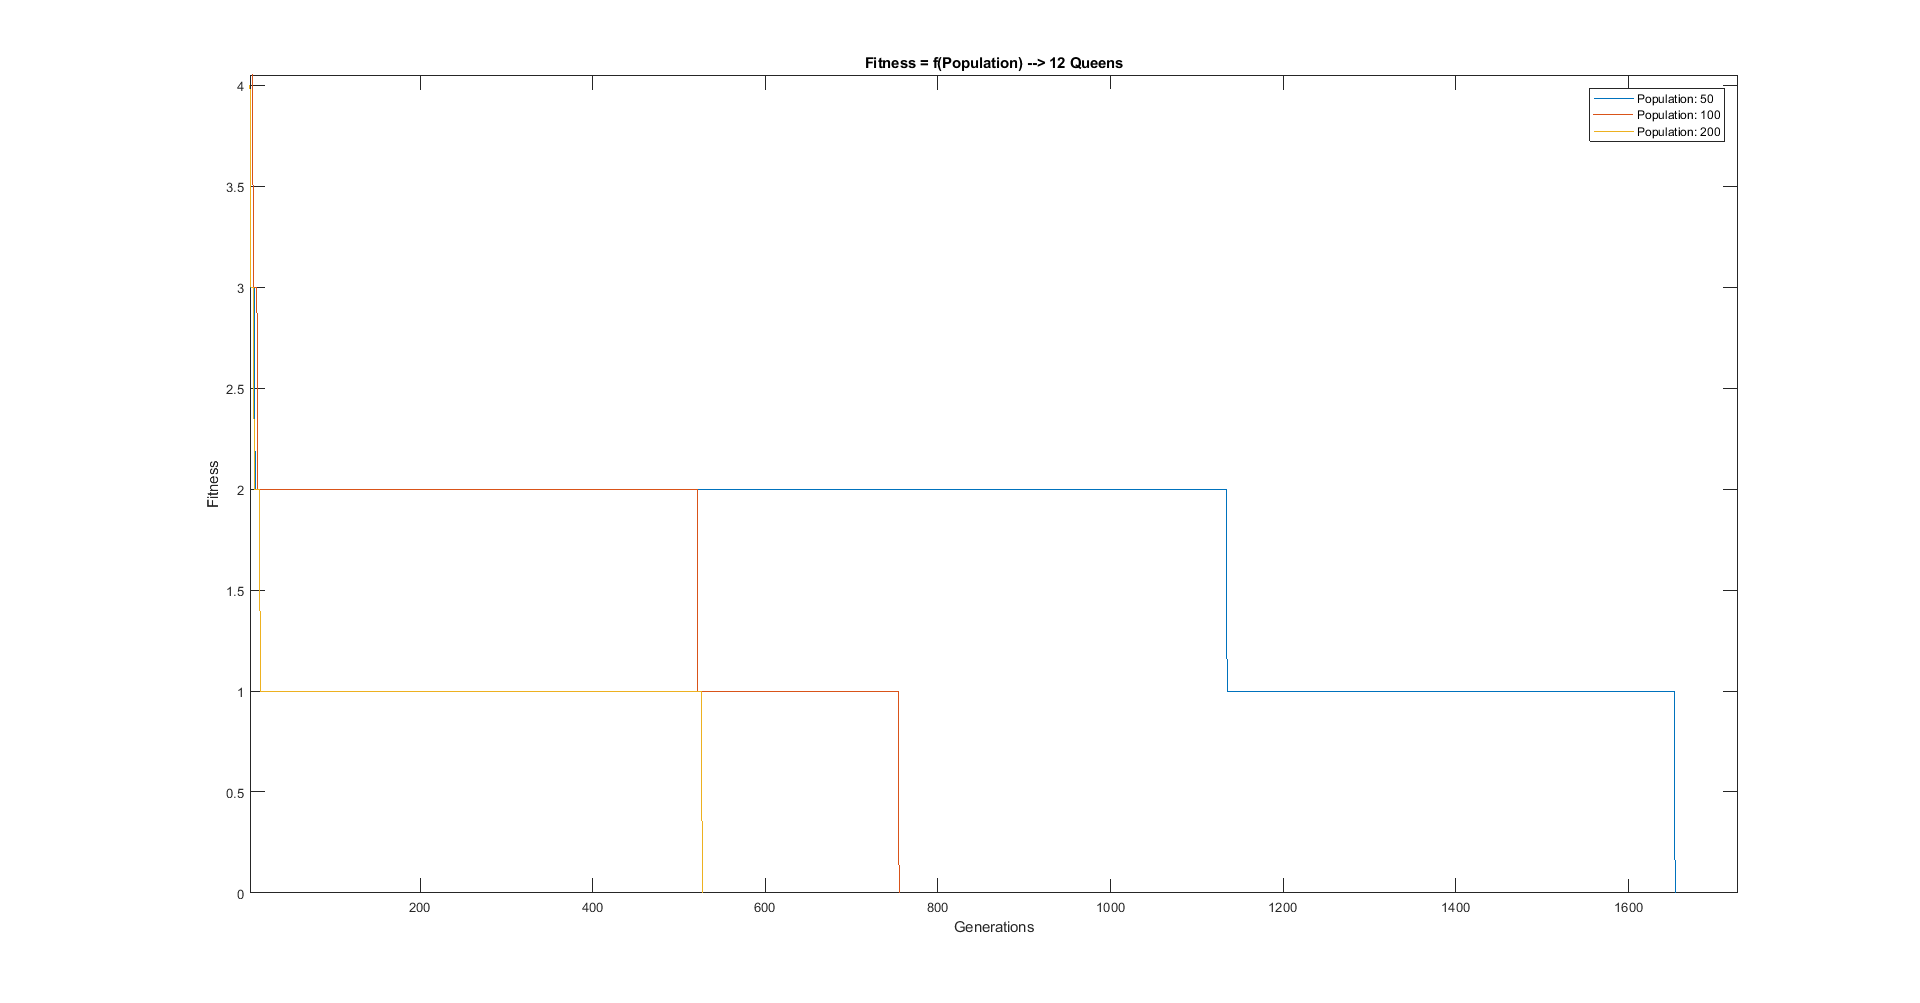 Fitness = f(Population) --> 12 Queens
Population: 50
Population: 100
Population: 200
4
3.5
3
2.5
2
1.5
1
0.5
0
Fitness
200 400 600 800 1000 1200 1400 1600
Generations